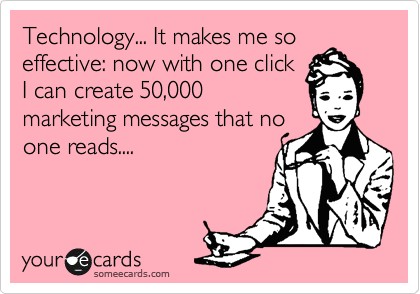 Technology... It makes me so
effective: now with one click
I can create 50,000
marketing messages that no
one reads....
your e cards
someecards.com